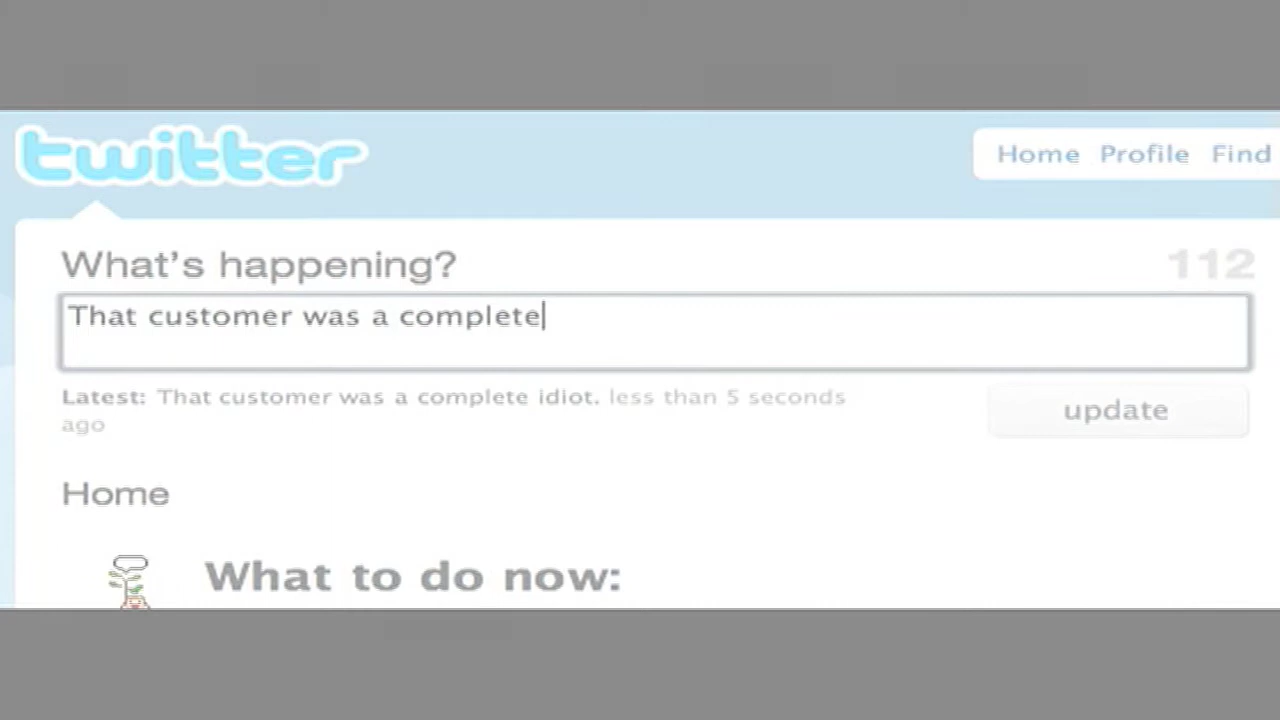 twitter
Home Profile Find
What's happening?
112
That customer was a complete
Latest: That customer was a complete idiot. less than 5 seconds
ago
update
Home
What to do now: